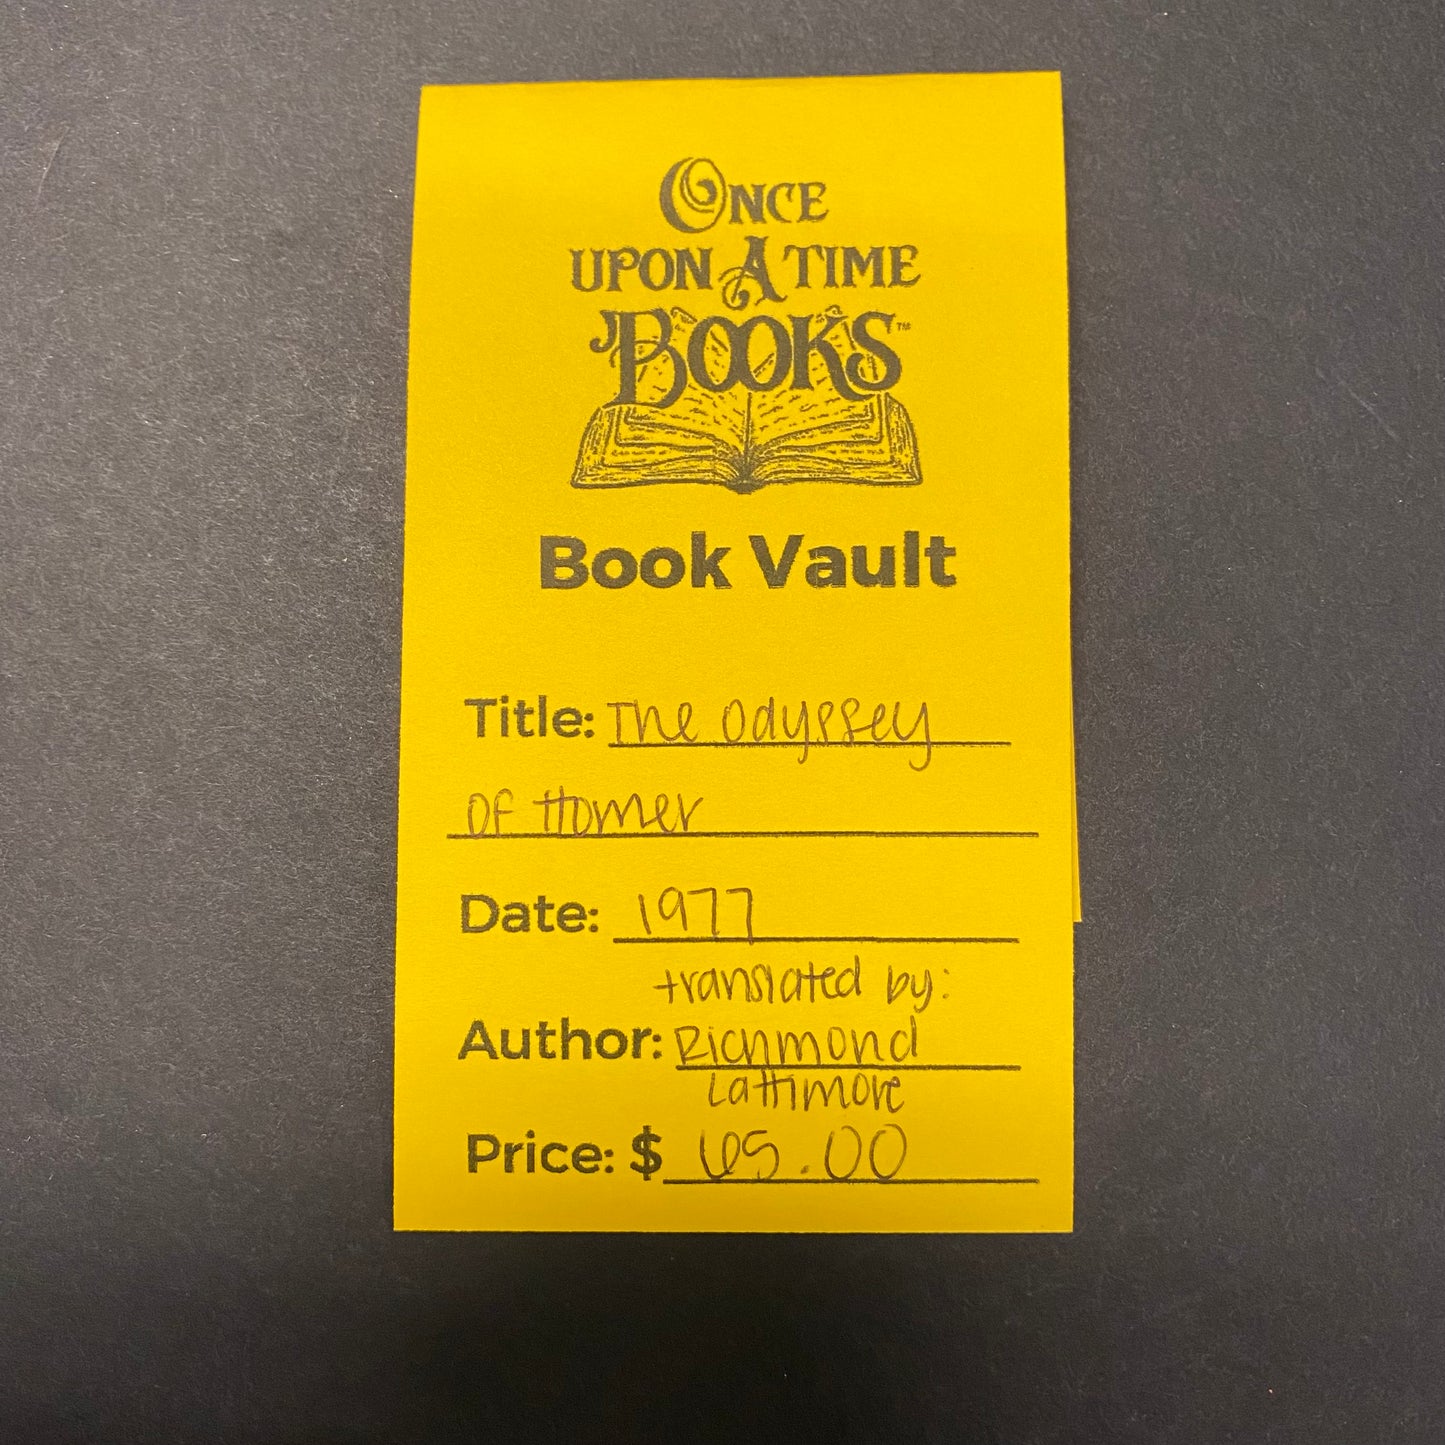 ONCE
UPON A TIME
BOOKS™
Book Vault
Title: The Odyssey
of Homer
Date: 1977
translated by:
Author: Richmond
Lattimore
Price: $ 65.00